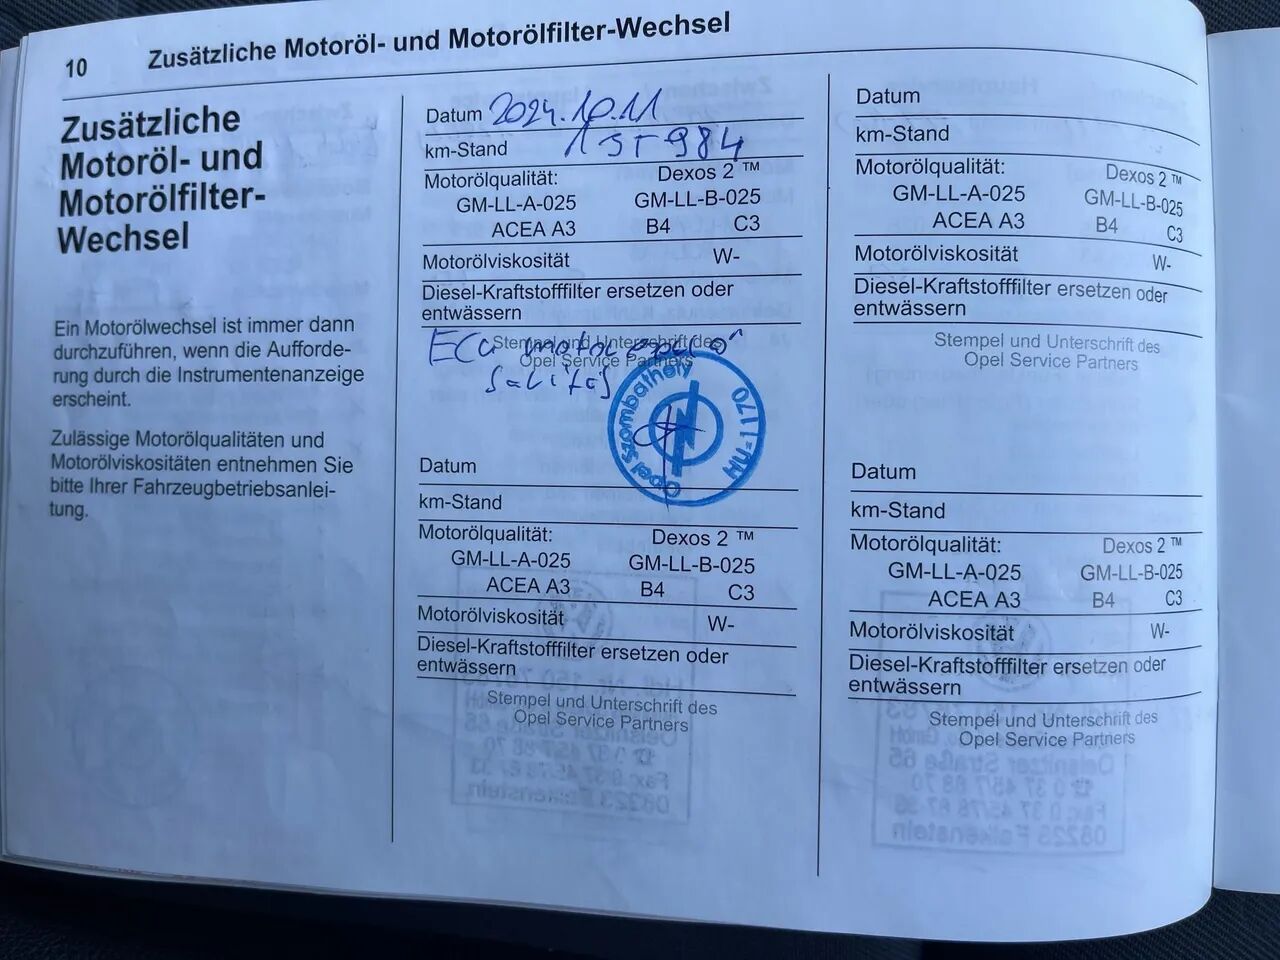 10 Zusätzliche Motoröl- und Motorölfilter-Wechsel
Zusätzliche
Motoröl- und
Motorölfilter-
Wechsel
Ein Motorölwechsel ist immer dann
durchzuführen, wenn die Aufforde-
rung durch die Instrumentenanzeige
erscheint.
Zulässige Motorölqualitäten und
Motorölviskositäten entnehmen Sie
bitte Ihrer Fahrzeugbetriebsanlei-
tung.
Datum 2024.10.11
km-Stand
Motorölqualität: Dexos 2 ™
GM-LL-A-025 GM-LL-B-025
ACEA A3 B4 C3
Motorölviskosität W-
Diesel-Kraftstofffilter ersetzen oder
entwässern
Stempel und Unterschrift des
Opel Service Partners
ECU motorvezérlő
javítás
Opel Szombathely
HU-1170
Datum
km-Stand
Motorölqualität: Dexos 2 ™
GM-LL-A-025 GM-LL-B-025
ACEA A3 B4 C3
Motorölviskosität W-
Diesel-Kraftstofffilter ersetzen oder
entwässern
Stempel und Unterschrift des
Opel Service Partners
Datum
km-Stand
Motorölqualität: Dexos 2 ™
GM-LL-A-025 GM-LL-B-025
ACEA A3 B4 C3
Motorölviskosität W-
Diesel-Kraftstofffilter ersetzen oder
entwässern
Stempel und Unterschrift des
Opel Service Partners
Datum
km-Stand
Motorölqualität: Dexos 2 ™
GM-LL-A-025 GM-LL-B-025
ACEA A3 B4 C3
Motorölviskosität W-
Diesel-Kraftstofffilter ersetzen oder
entwässern
Stempel und Unterschrift des
Opel Service Partners